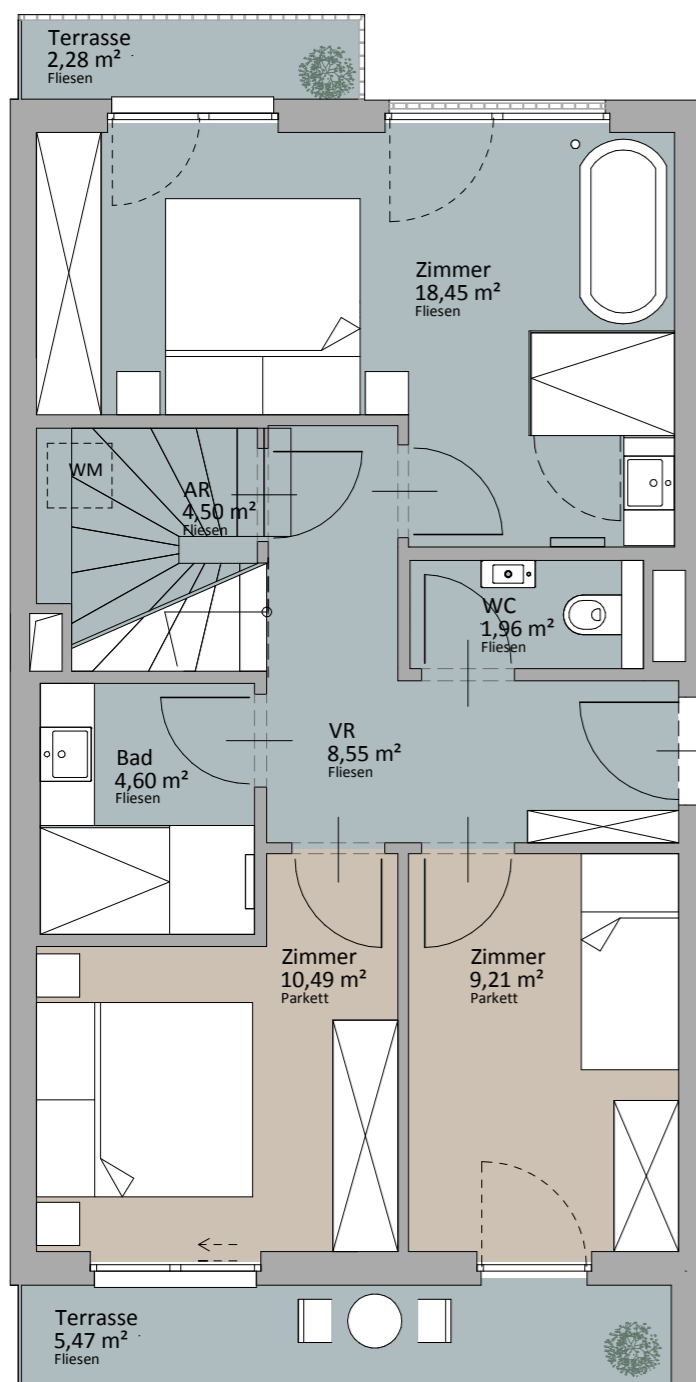 Terrasse
2,28 m²
Fliesen
Zimmer
18,45 m²
Fliesen
WM
AR
4,50 m²
Fliesen
WC
1,96 m²
Fliesen
VR
8,55 m²
Fliesen
Bad
4,60 m²
Fliesen
Zimmer
10,49 m²
Parkett
Zimmer
9,21 m²
Parkett
Terrasse
5,47 m²
Fliesen